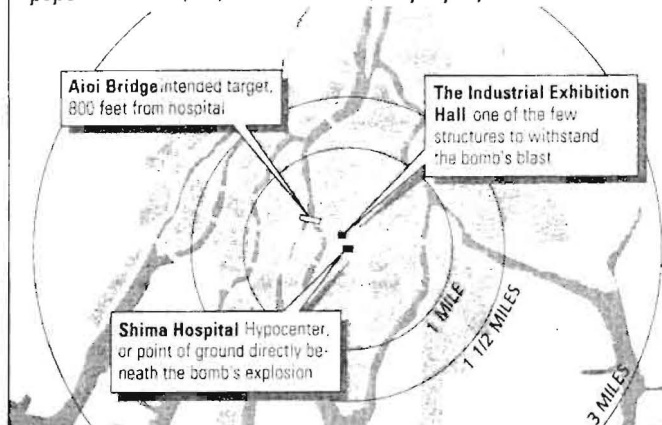 Aioi Bridge intended target,
800 feet from hospital
The Industrial Exhibition
Hall one of the few
structures to withstand
the bomb's blast
Shima Hospital Hypocenter,
or point of ground directly be-
neath the bomb's explosion
1 MILE
1 1/2 MILES
3 MILES